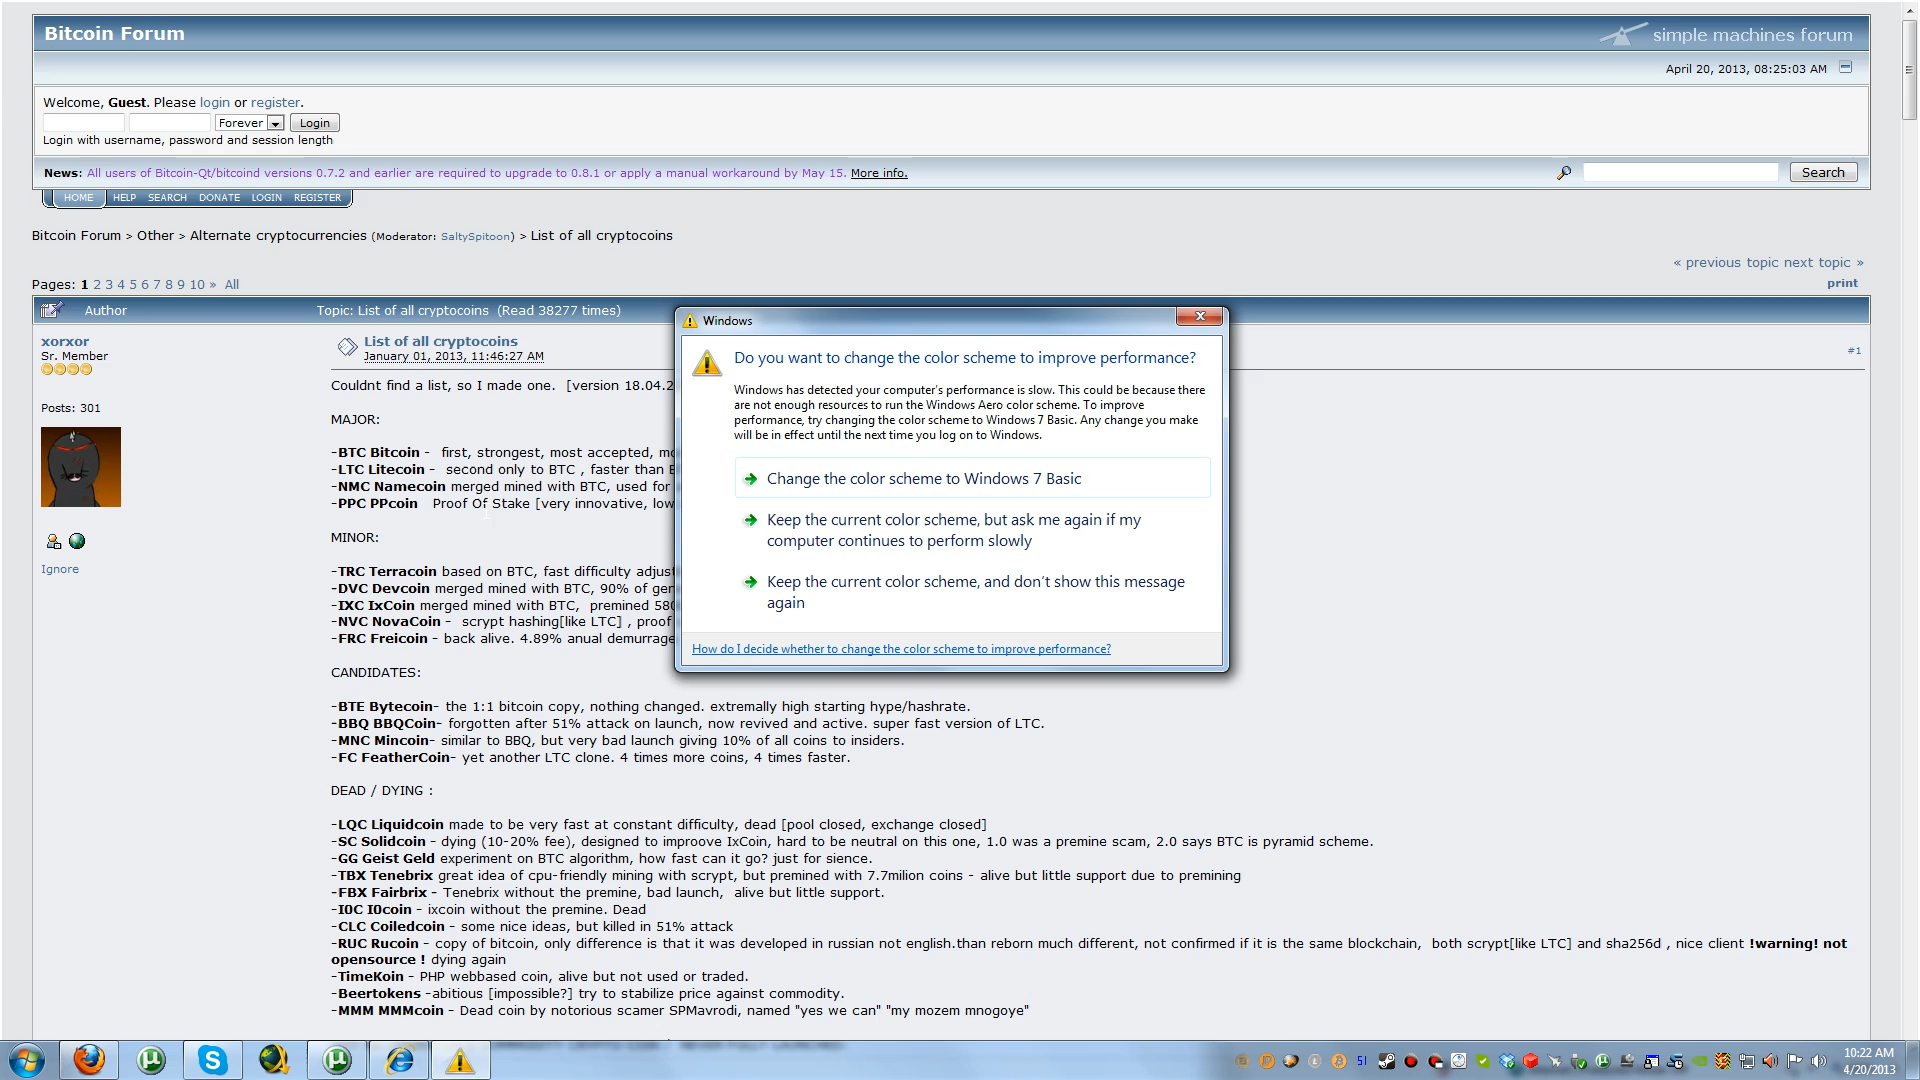 Bitcoin Forum
simple machines forum
April 20, 2013, 08:25:03 AM
Welcome, Guest. Please login or register.
Forever Login
Login with username, password and session length
News: All users of Bitcoin-Qt/bitcoind versions 0.7.2 and earlier are required to upgrade to 0.8.1 or apply a manual workaround by May 15. More info.
Search
HOME HELP SEARCH DONATE LOGIN REGISTER
Bitcoin Forum > Other > Alternate cryptocurrencies (Moderator: SaltySpitoon) > List of all cryptocoins
« previous topic next topic »
Pages: 1 2 3 4 5 6 7 8 9 10 » All
print
Author Topic: List of all cryptocoins (Read 38277 times)
xorxor
Sr. Member
Posts: 301
Ignore
List of all cryptocoins
January 01, 2013, 11:46:27 AM
#1
Couldnt find a list, so I made one. [version 18.04.2
MAJOR:
-BTC Bitcoin - first, strongest, most accepted, mo
-LTC Litecoin - second only to BTC , faster than B
-NMC Namecoin merged mined with BTC, used for
-PPC PPcoin Proof Of Stake [very innovative, low
MINOR:
-TRC Terracoin based on BTC, fast difficulty adjust
-DVC Devcoin merged mined with BTC, 90% of gen
-IXC IxCoin merged mined with BTC, premined 580
-NVC NovaCoin - scrypt hashing[like LTC] , proof
-FRC Freicoin - back alive. 4.89% anual demurrage
CANDIDATES:
-BTE Bytecoin- the 1:1 bitcoin copy, nothing changed. extremally high starting hype/hashrate.
-BBQ BBQCoin- forgotten after 51% attack on launch, now revived and active. super fast version of LTC.
-MNC Mincoin- similar to BBQ, but very bad launch giving 10% of all coins to insiders.
-FC FeatherCoin- yet another LTC clone. 4 times more coins, 4 times faster.
DEAD / DYING :
-LQC Liquidcoin made to be very fast at constant difficulty, dead [pool closed, exchange closed]
-SC Solidcoin - dying (10-20% fee), designed to improove IxCoin, hard to be neutral on this one, 1.0 was a premine scam, 2.0 says BTC is pyramid scheme.
-GG Geist Geld experiment on BTC algorithm, how fast can it go? just for sience.
-TBX Tenebrix great idea of cpu-friendly mining with scrypt, but premined with 7.7milion coins - alive but little support due to premining
-FBX Fairbrix - Tenebrix without the premine, bad launch, alive but little support.
-I0C I0coin - ixcoin without the premine. Dead
-CLC Coiledcoin - some nice ideas, but killed in 51% attack
-RUC Rucoin - copy of bitcoin, only difference is that it was developed in russian not english.than reborn much different, not confirmed if it is the same blockchain, both scrypt[like LTC] and sha256d , nice client !warning! not
opensource ! dying again
-TimeKoin - PHP webbased coin, alive but not used or traded.
-Beertokens -abitious [impossible?] try to stabilize price against commodity.
-MMM MMMcoin - Dead coin by notorious scamer SPMavrodi, named "yes we can" "my mozem mnogoye"
Windows
Do you want to change the color scheme to improve performance?
Windows has detected your computer's performance is slow. This could be because there
are not enough resources to run the Windows Aero color scheme. To improve
performance, try changing the color scheme to Windows 7 Basic. Any change you make
will be in effect until the next time you log on to Windows.
Change the color scheme to Windows 7 Basic
Keep the current color scheme, but ask me again if my
computer continues to perform slowly
Keep the current color scheme, and don't show this message
again
How do I decide whether to change the color scheme to improve performance?
10:22 AM
4/20/2013